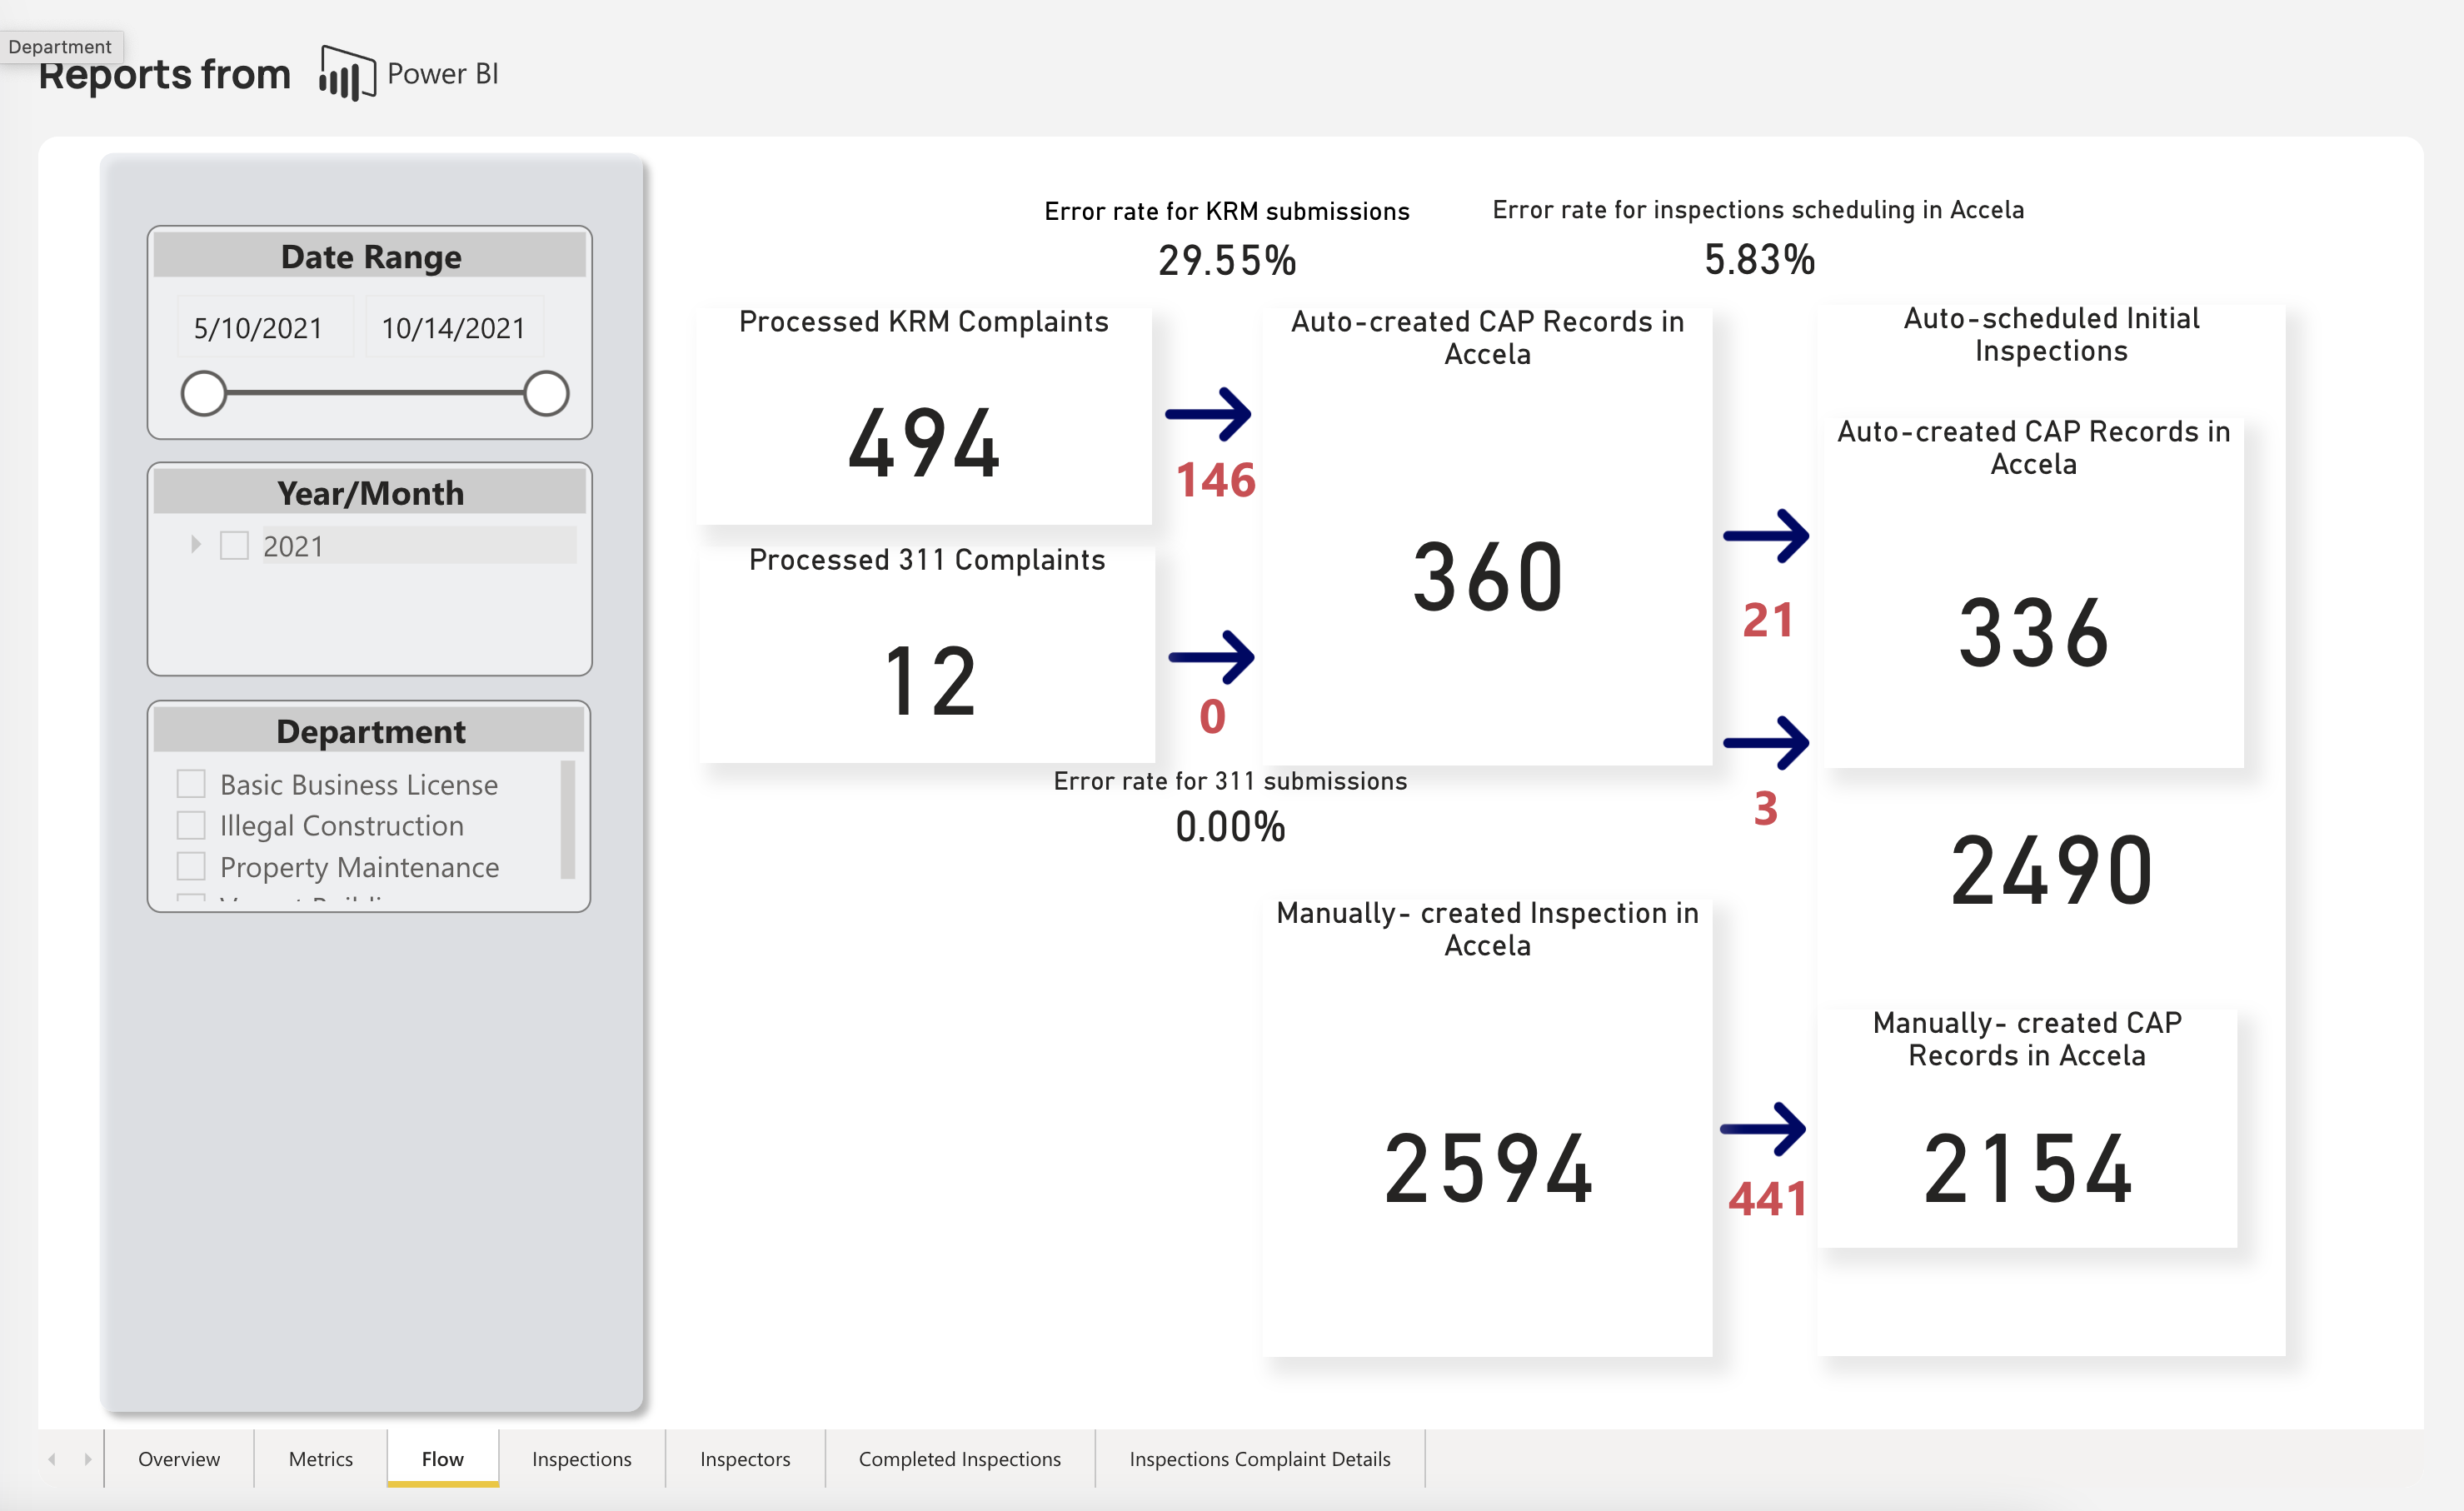 Department
Reports from
Power BI
Date Range
5/10/2021 10/14/2021
Year/Month
2021
Department
Basic Business License
Illegal Construction
Property Maintenance
Error rate for KRM submissions
29.55%
Error rate for inspections scheduling in Accela
5.83%
Processed KRM Complaints
494
146
Processed 311 Complaints
12
0
Error rate for 311 submissions
0.00%
Auto-created CAP Records in
Accela
360
21
3
Auto-scheduled Initial
Inspections
Auto-created CAP Records in
Accela
336
2490
Manually- created Inspection in
Accela
2594
441
Manually- created CAP
Records in Accela
2154
Overview Metrics Flow Inspections Inspectors Completed Inspections Inspections Complaint Details